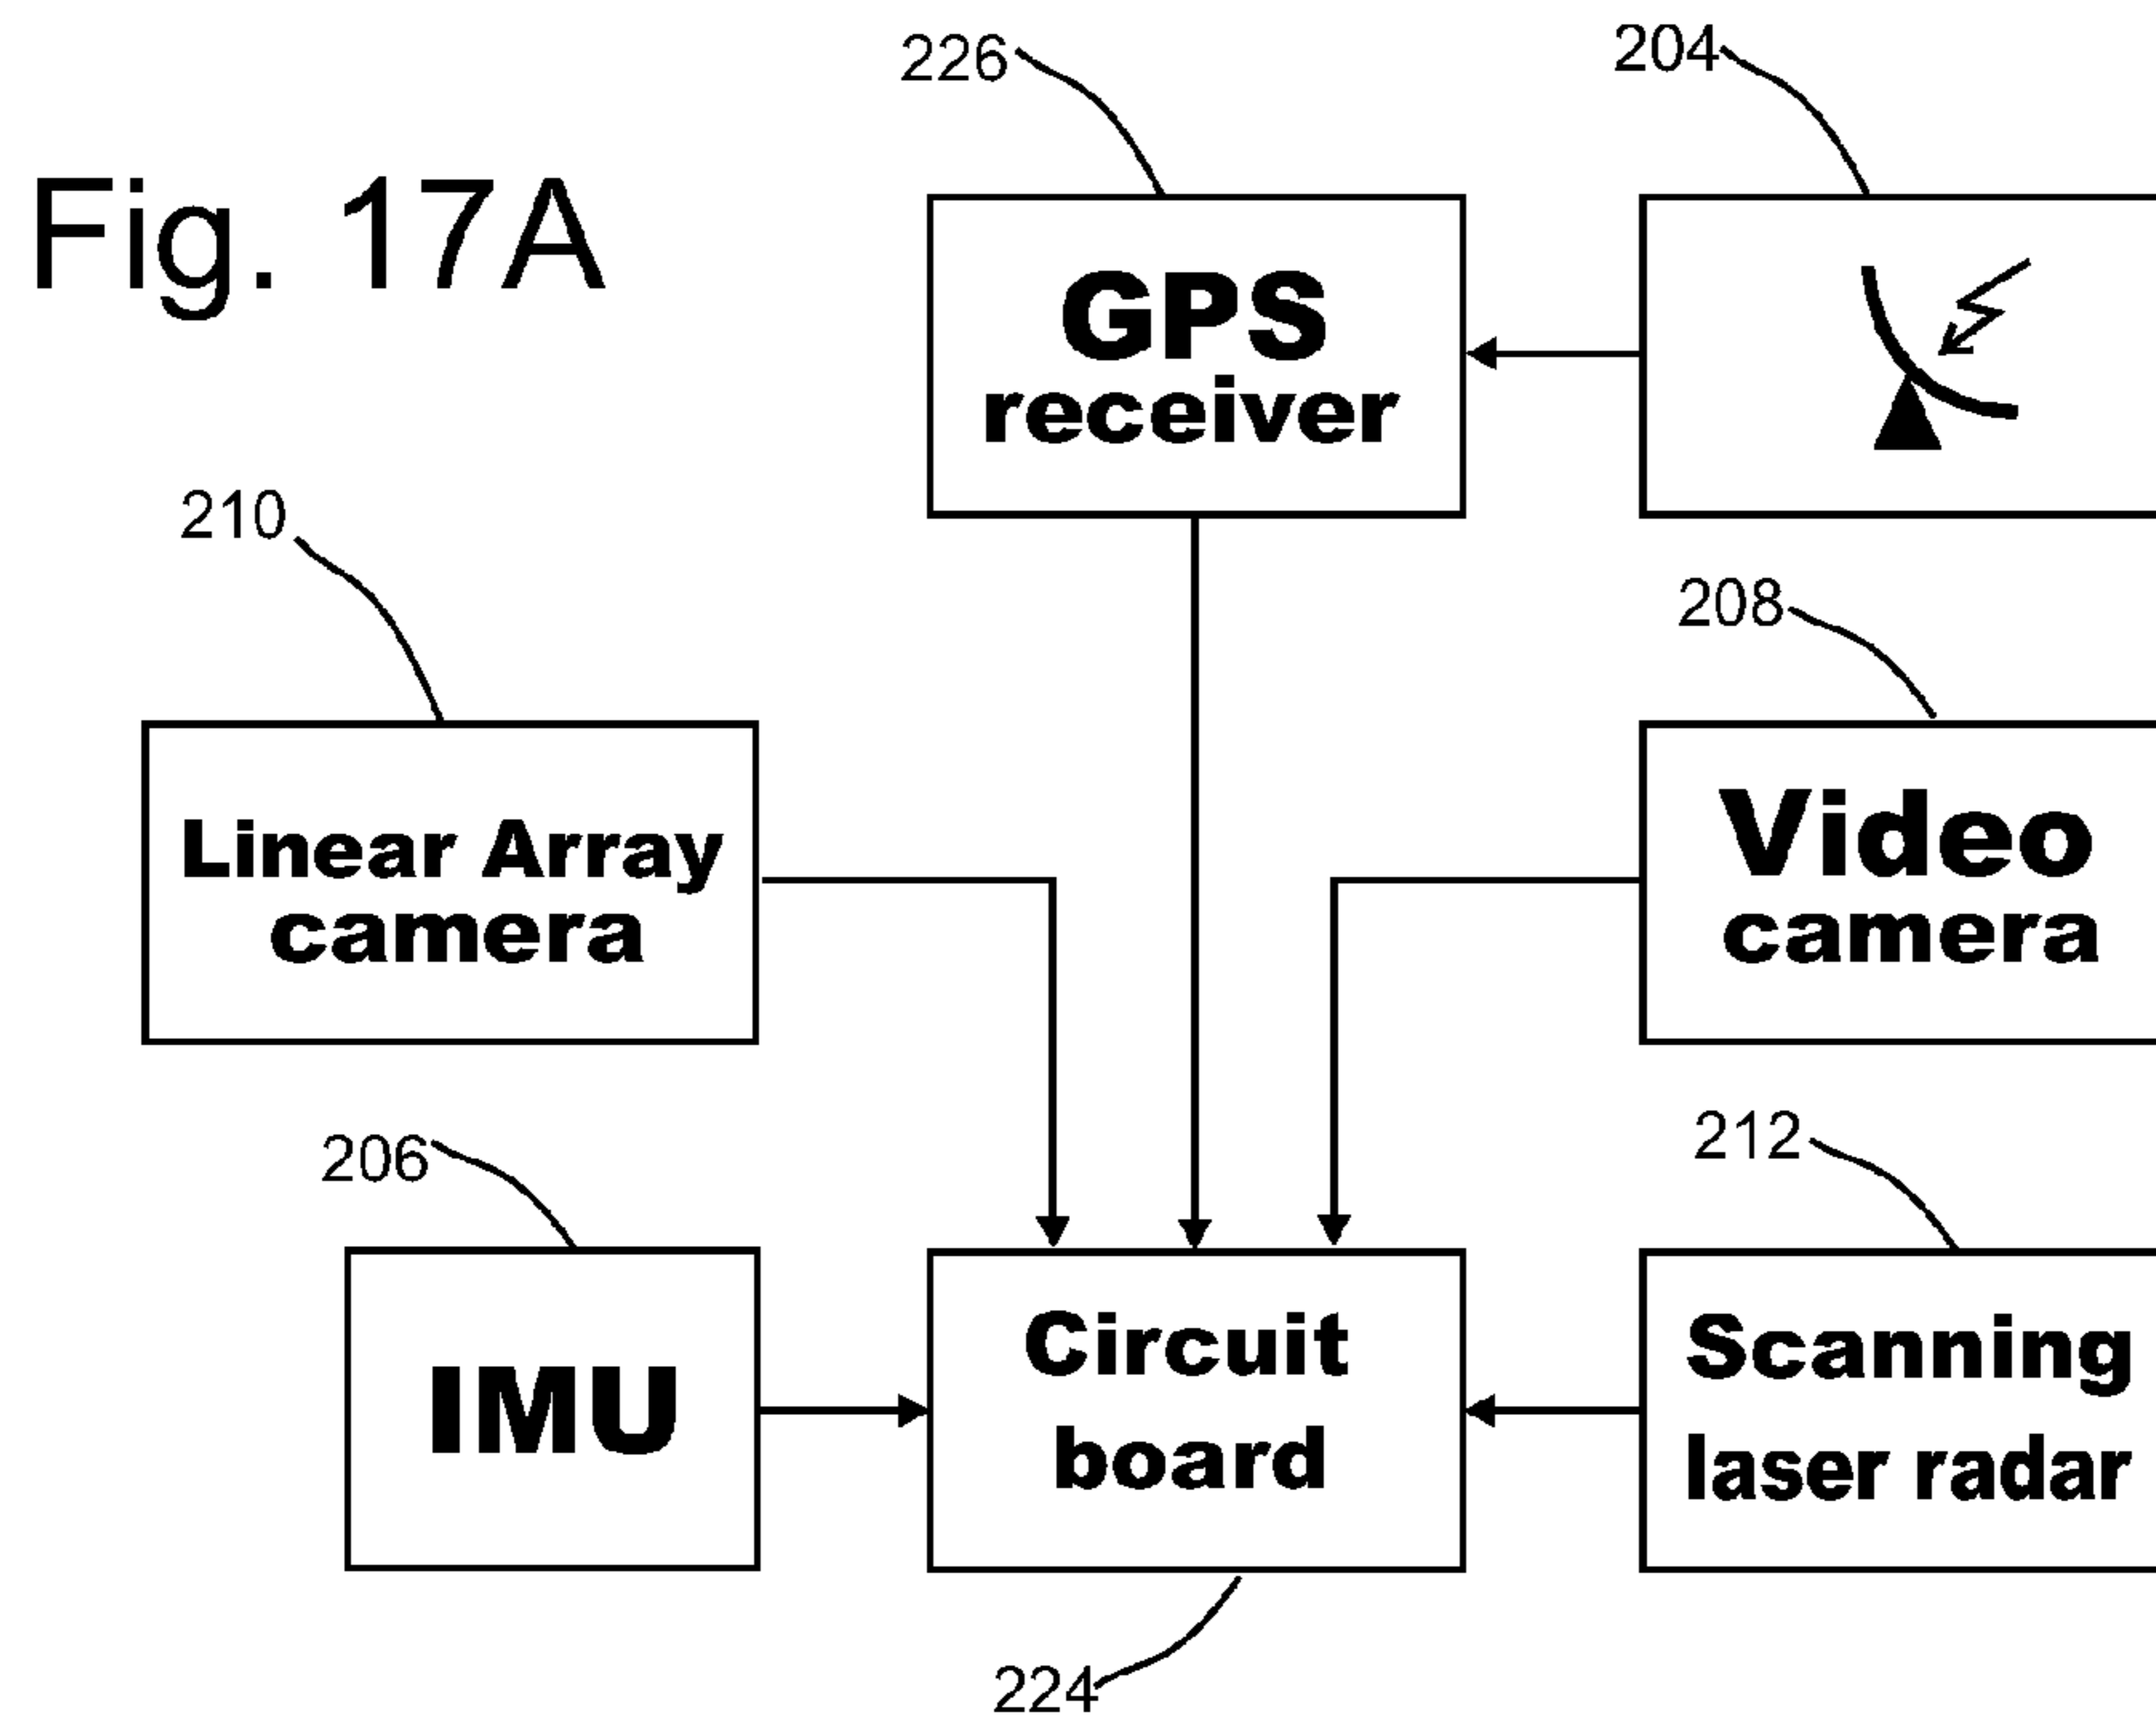 226
204
Fig. 17A
GPS
receiver
210
208
Linear Array
camera
Video
camera
206
212
IMU
Circuit
board
Scanning
laser radar
224